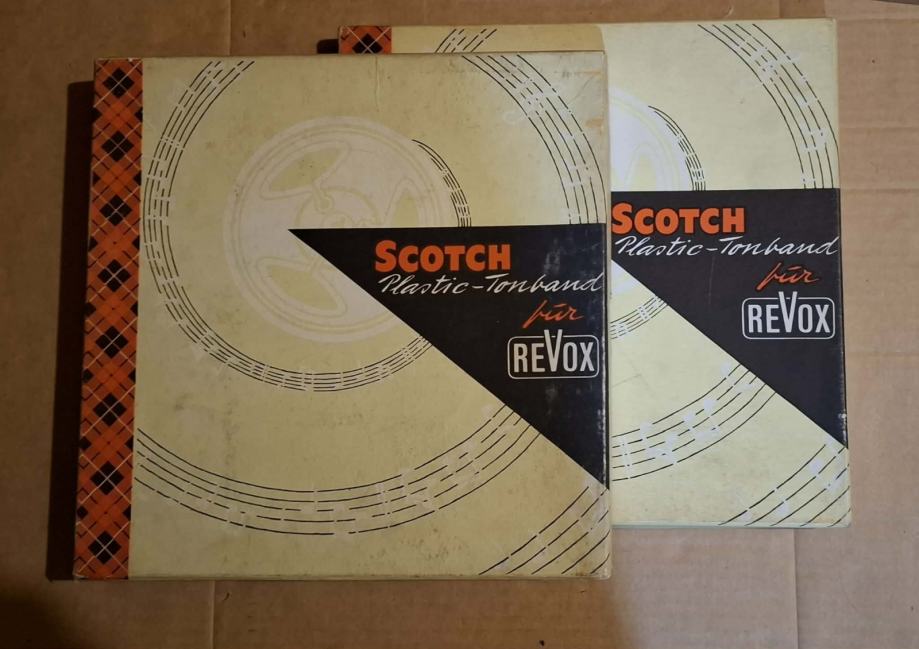 SCOTCH
Plastic-Tonband
für
REVOX
SCOTCH
Plastic-Tonband
für
REVOX